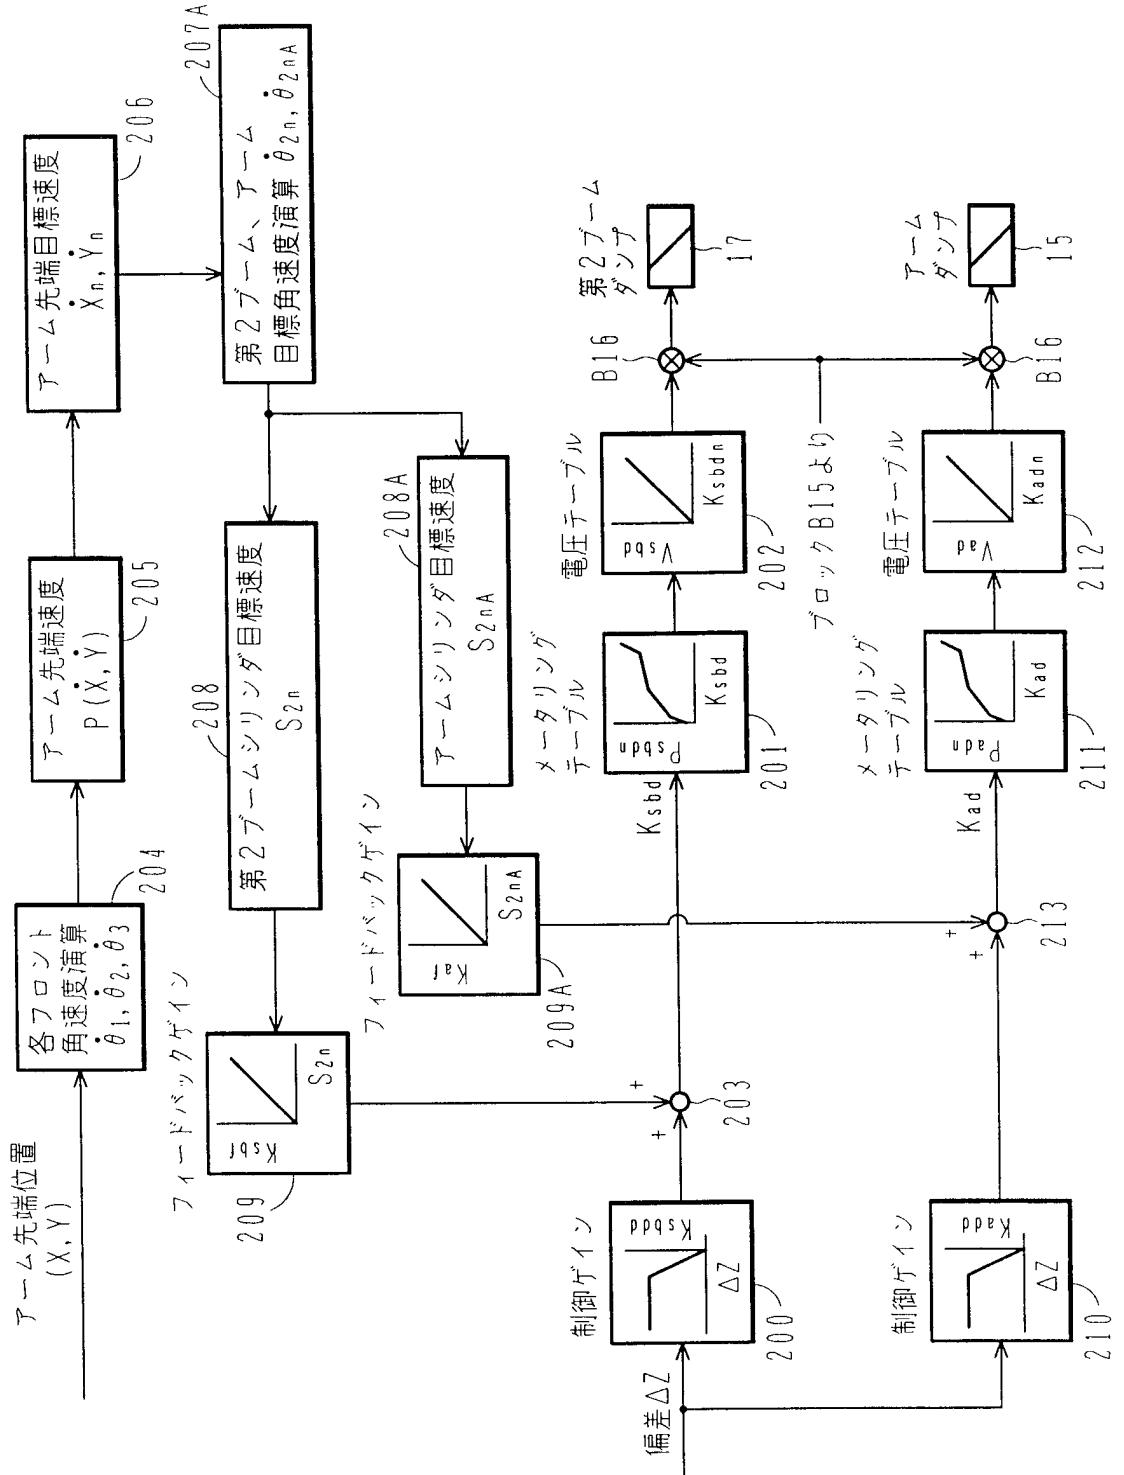 アーム先端位置
(X,Y)
各フロント
角速度演算
θ̇1,θ̇2,θ̇3
204
アーム先端速度
P(Ẋ,Ẏ)
205
アーム先端目標速度
Ẋn,Ẏn
206
第2ブーム、アーム
目標角速度演算 θ̇2n,θ̇2nA
207A
第2ブームシリンダ目標速度
S2n
208
アームシリンダ目標速度
S2nA
208A
フィードバックゲイン
Ksbf
S2n
209
フィードバックゲイン
Kaf
S2nA
209A
偏差ΔZ
制御ゲイン
Ksbdd
ΔZ
200
+
+
203
Ksbd
メータリング
テーブル
Psbdn
Ksbd
201
電圧テーブル
Vsbd
Ksbdn
202
B16
第2ブーム
ダンプ
17
ブロックB15より
制御ゲイン
Kadd
ΔZ
210
+
+
213
Kad
メータリング
テーブル
Padn
Kad
211
電圧テーブル
Vad
Kadn
212
B16
アーム
ダンプ
15